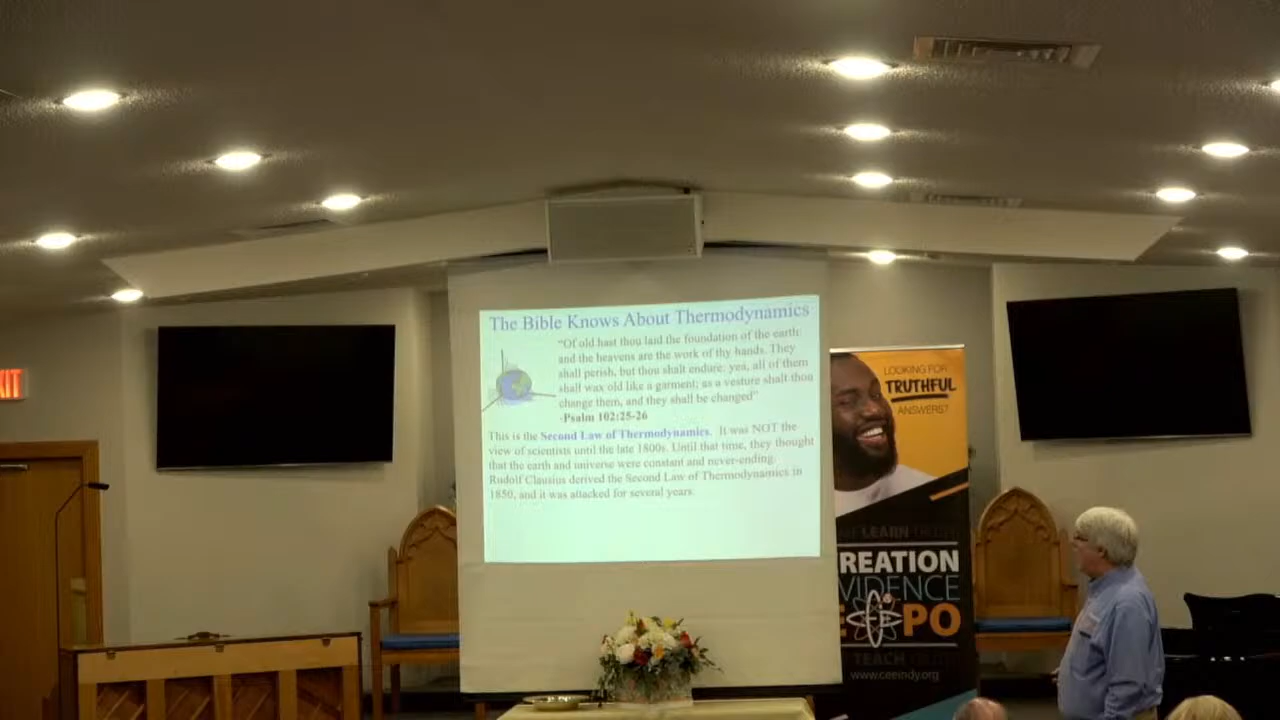 The Bible Knows About Thermodynamics
"Of old hast thou laid the foundation of the earth:
and the heavens are the work of thy hands. They
shall perish, but thou shalt endure: yea, all of them
shall wax old like a garment; as a vesture shalt thou
change them, and they shall be changed"
-Psalm 102:25-26
This is the Second Law of Thermodynamics. It was NOT the
view of scientists until the late 1800s. Until that time, they thought
that the earth and universe were constant and never-ending.
Rudolf Clausius derived the Second Law of Thermodynamics in
1850, and it was attacked for several years.
LOOKING FOR
TRUTHFUL
ANSWERS?
LEARN
REATION
VIDENCE
E PO
TEACH
www.ceeindy.org
XIT